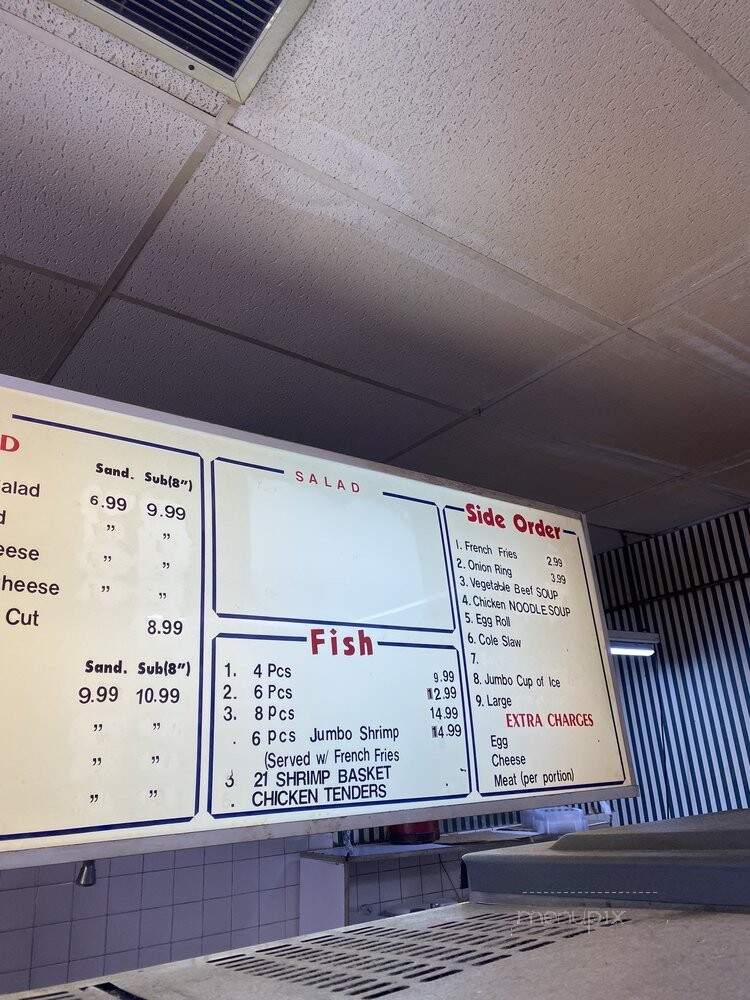 D
Sand. Sub(8")
alad 6.99 9.99
d " "
eese " "
heese " "
Cut 8.99
Sand. Sub(8")
9.99 10.99
" "
" "
" "
SALAD
Fish
1. 4 Pcs 9.99
2. 6 Pcs 12.99
3. 8 Pcs 14.99
. 6 pcs Jumbo Shrimp 14.99
(Served w/ French Fries
3 21 SHRIMP BASKET
. CHICKEN TENDERS
Side Order
1. French Fries 2.99
2. Onion Ring 3.99
3. Vegetable Beef SOUP
4. Chicken NOODLE SOUP
5. Egg Roll
6. Cole Slaw
7.
8. Jumbo Cup of Ice
9. Large
EXTRA CHARGES
Egg
Cheese
Meat (per portion)
menupix